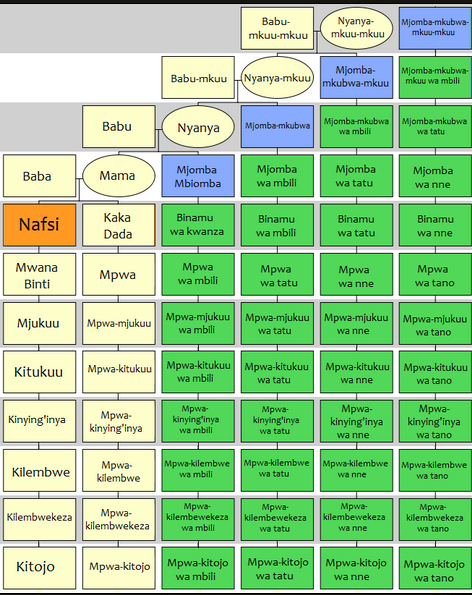 Babu-
mkuu-mkuu
Nyanya-
mkuu-mkuu
Mjomba-mkubwa-
mkuu-mkuu
Babu-mkuu
Nyanya-mkuu
Mjomba-
mkubwa-mkuu
Mjomba-mkubwa-
mkuu wa mbili
Babu
Nyanya
Mjomba-mkubwa
Mjomba-mkubwa
wa mbili
Mjomba-mkubwa
wa tatu
Baba
Mama
Mjomba
Mbiomba
Mjomba
wa mbili
Mjomba
wa tatu
Mjomba
wa nne
Nafsi
Kaka
Dada
Binamu
wa kwanza
Binamu
wa mbili
Binamu
wa tatu
Binamu
wa nne
Mwana
Binti
Mpwa
Mpwa
wa mbili
Mpwa
wa tatu
Mpwa
wa nne
Mpwa
wa tano
Mjukuu
Mpwa-mjukuu
Mpwa-mjukuu
wa mbili
Mpwa-mjukuu
wa tatu
Mpwa-mjukuu
wa nne
Mpwa-mjukuu
wa tano
Kitukuu
Mpwa-kitukuu
Mpwa-kitukuu
wa mbili
Mpwa-kitukuu
wa tatu
Mpwa-kitukuu
wa nne
Mpwa-kitukuu
wa tano
Kinying'inya
Mpwa-
kinying'inya
Mpwa-
kinying'inya
wa mbili
Mpwa-
kinying'inya
wa tatu
Mpwa-
kinying'inya
wa nne
Mpwa-
kinying'inya
wa tano
Kilembwe
Mpwa-
kilembwe
Mpwa-kilembwe
wa mbili
Mpwa-kilembwe
wa tatu
Mpwa-kilembwe
wa nne
Mpwa-kilembwe
wa tano
Kilembwekeza
Mpwa-
kilembwekeza
Mpwa-
kilembewekeza
wa mbili
Mpwa-
kilembewekeza
wa tatu
Mpwa-
kilembewekeza
wa nne
Mpwa-
kilembewekeza
wa tano
Kitojo
Mpwa-kitojo
Mpwa-kitojo
wa mbili
Mpwa-kitojo
wa tatu
Mpwa-kitojo
wa nne
Mpwa-kitojo
wa tano